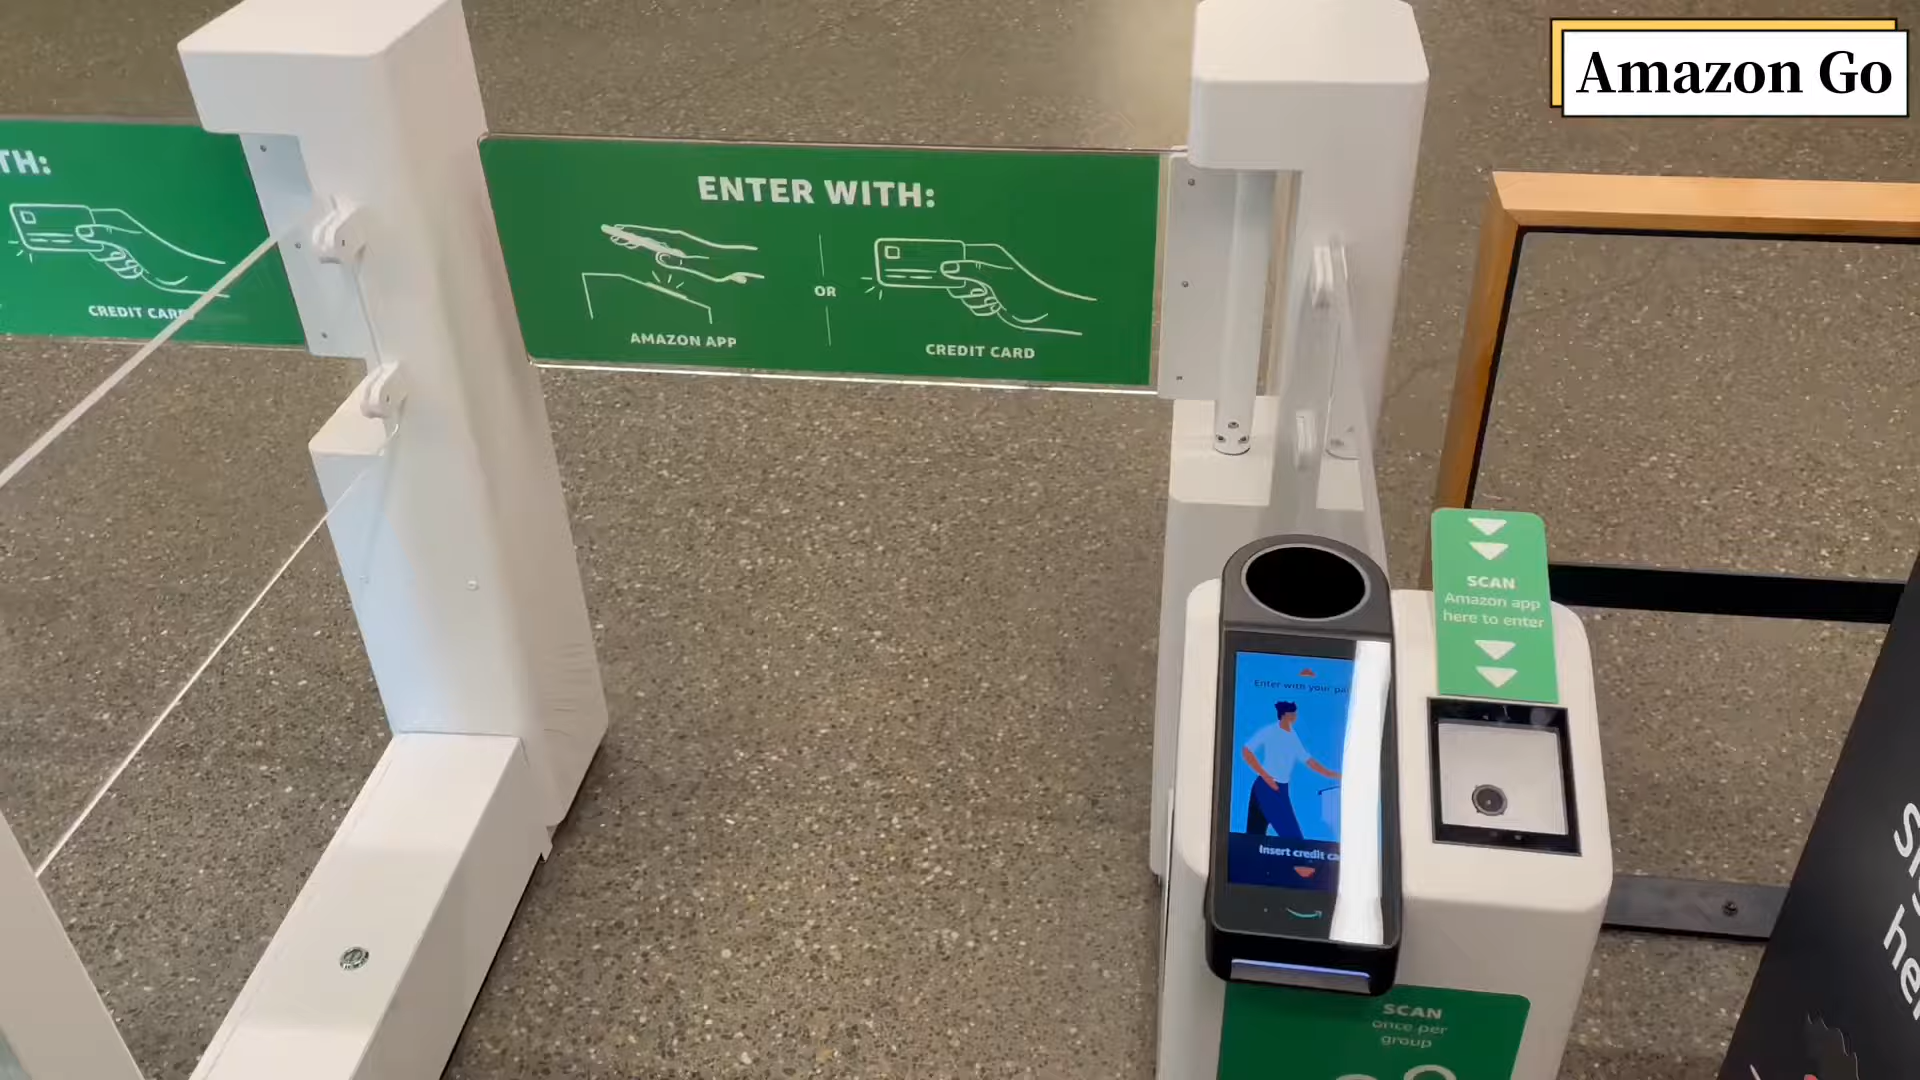 Amazon Go
TH:
CREDIT CARD
ENTER WITH:
OR
AMAZON APP
CREDIT CARD
SCAN
Amazon app
here to enter
Enter with your
Insert credit
SCAN
once per
group